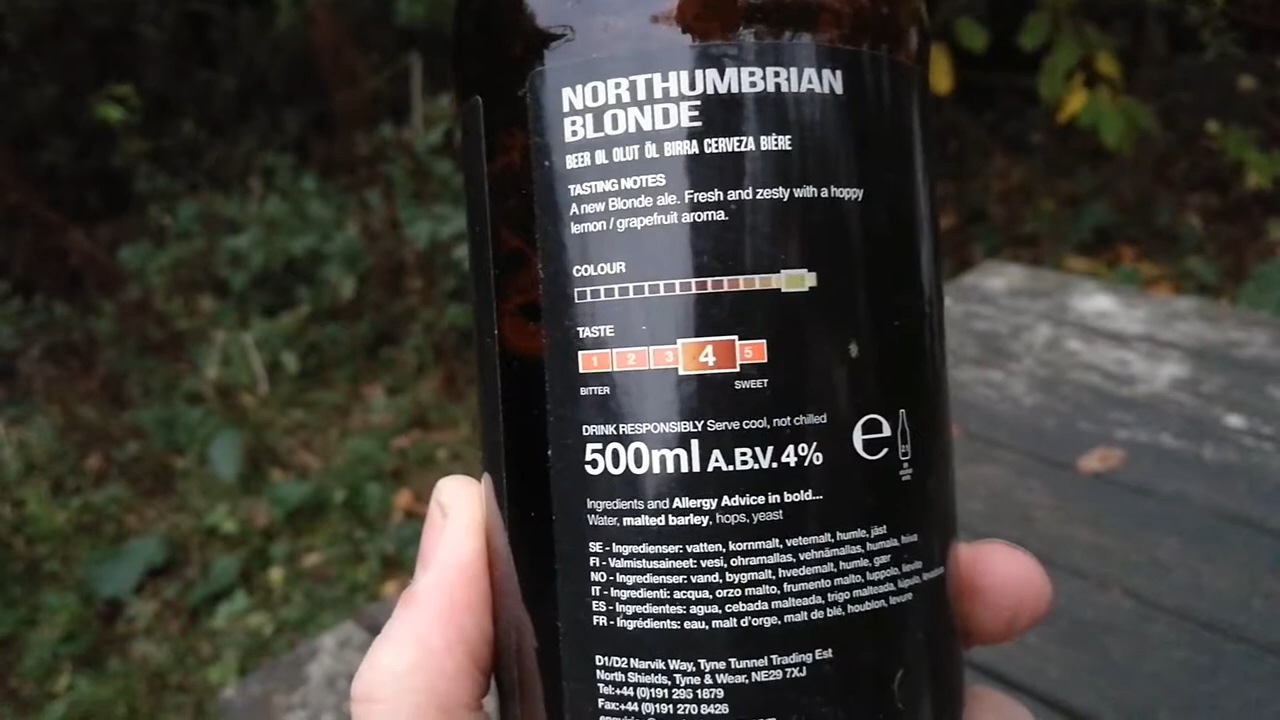 NORTHUMBRIAN
BLONDE
BEER ØL OLUT ÖL BIRRA CERVEZA BIÈRE
TASTING NOTES
A new Blonde ale. Fresh and zesty with a hoppy
lemon / grapefruit aroma.
COLOUR
TASTE
1 2 3 4 5
BITTER SWEET
DRINK RESPONSIBLY Serve cool, not chilled
500ml A.B.V. 4% e
Ingredients and Allergy Advice in bold...
Water, malted barley, hops, yeast
SE - Ingredienser: vatten, kornmalt, vetemalt, humle, jäst
FI - Valmistusaineet: vesi, ohramallas, vehnämallas, humala, hiiva
NO - Ingredienser: vand, bygmalt, hvedemalt, humle, gær
IT - Ingredienti: acqua, orzo malto, frumento malto, luppolo, lievito
ES - Ingredientes: agua, cebada malteada, trigo malteada, lúpulo, levadura
FR - Ingrédients: eau, malt d'orge, malt de blé, houblon, levure
D1/D2 Narvik Way, Tyne Tunnel Trading Est
North Shields, Tyne & Wear, NE29 7XJ
Tel:+44 (0)191 296 1879
Fax:+44 (0)191 270 8426